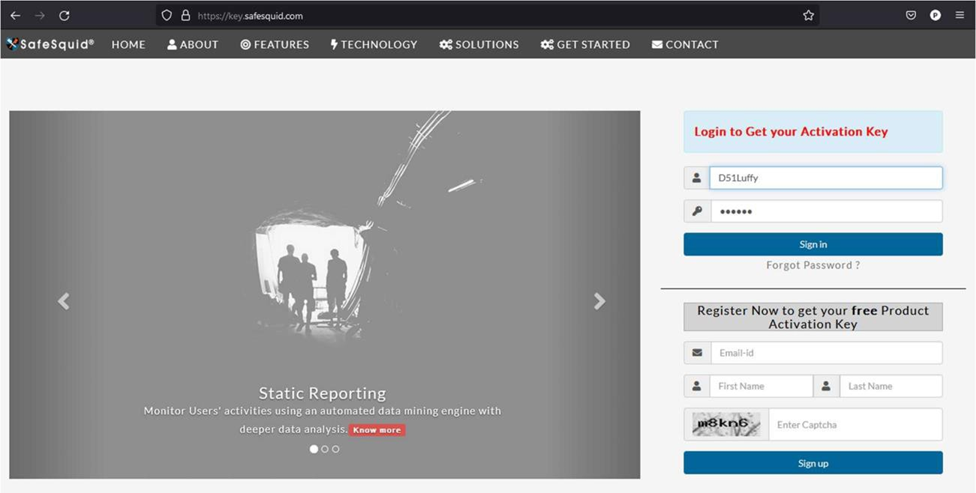 https://key.safesquid.com
SafeSquid® HOME ABOUT FEATURES TECHNOLOGY SOLUTIONS GET STARTED CONTACT
Login to Get your Activation Key
D51Luffy
••••••
Sign in
Forgot Password ?
Register Now to get your free Product
Activation Key
Email-id
First Name Last Name
m8kn6 Enter Captcha
Sign up
Static Reporting
Monitor Users' activities using an automated data mining engine with
deeper data analysis. Know more